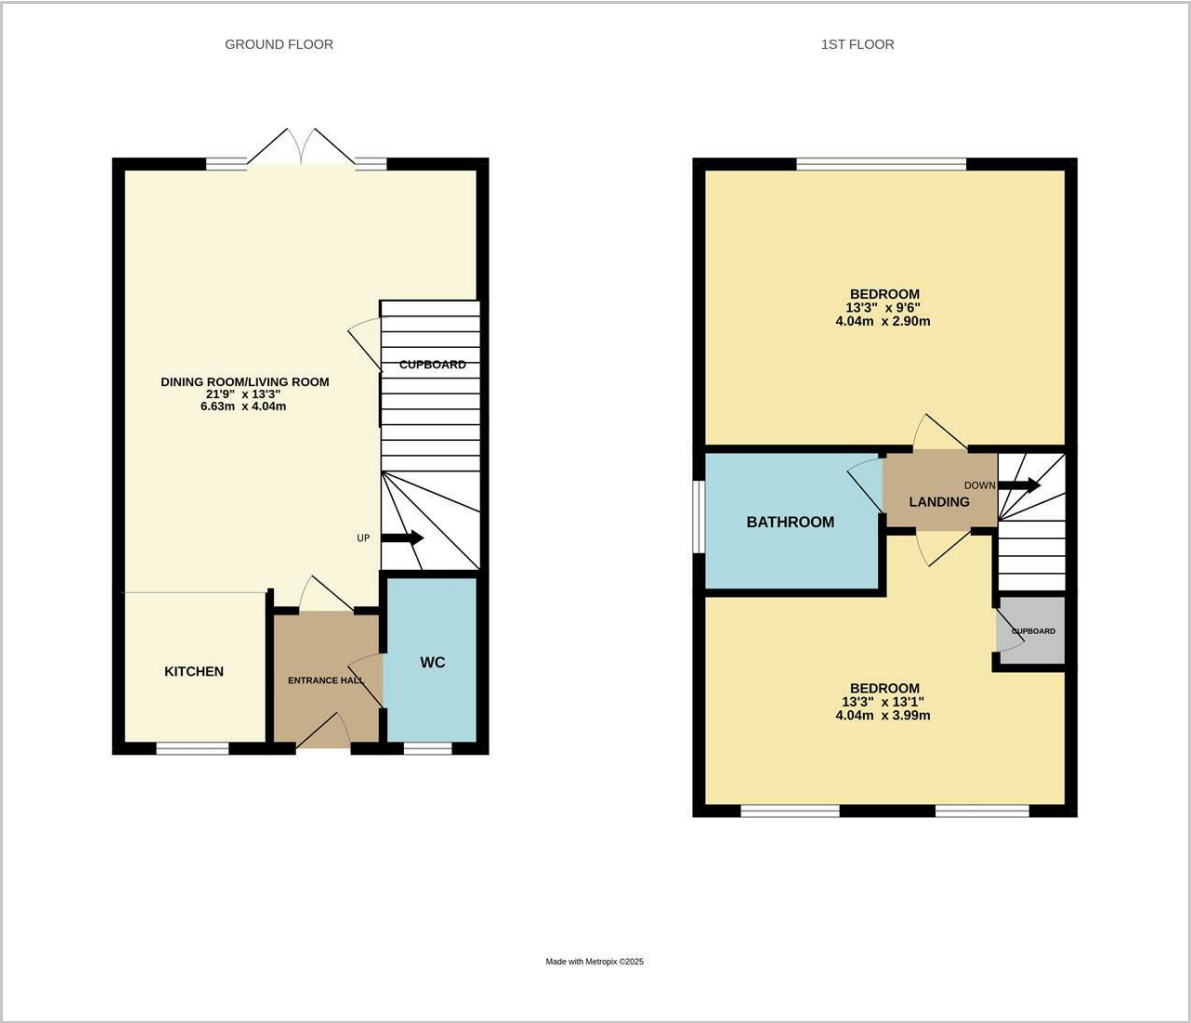 GROUND FLOOR
1ST FLOOR
BEDROOM
13'3" x 9'6"
4.04m x 2.90m
CUPBOARD
DINING ROOM/LIVING ROOM
21'9" x 13'3"
6.63m x 4.04m
DOWN
LANDING
BATHROOM
UP
CUPBOARD
WC
KITCHEN
ENTRANCE HALL
BEDROOM
13'3" x 13'1"
4.04m x 3.99m
Made with Metropix ©2025